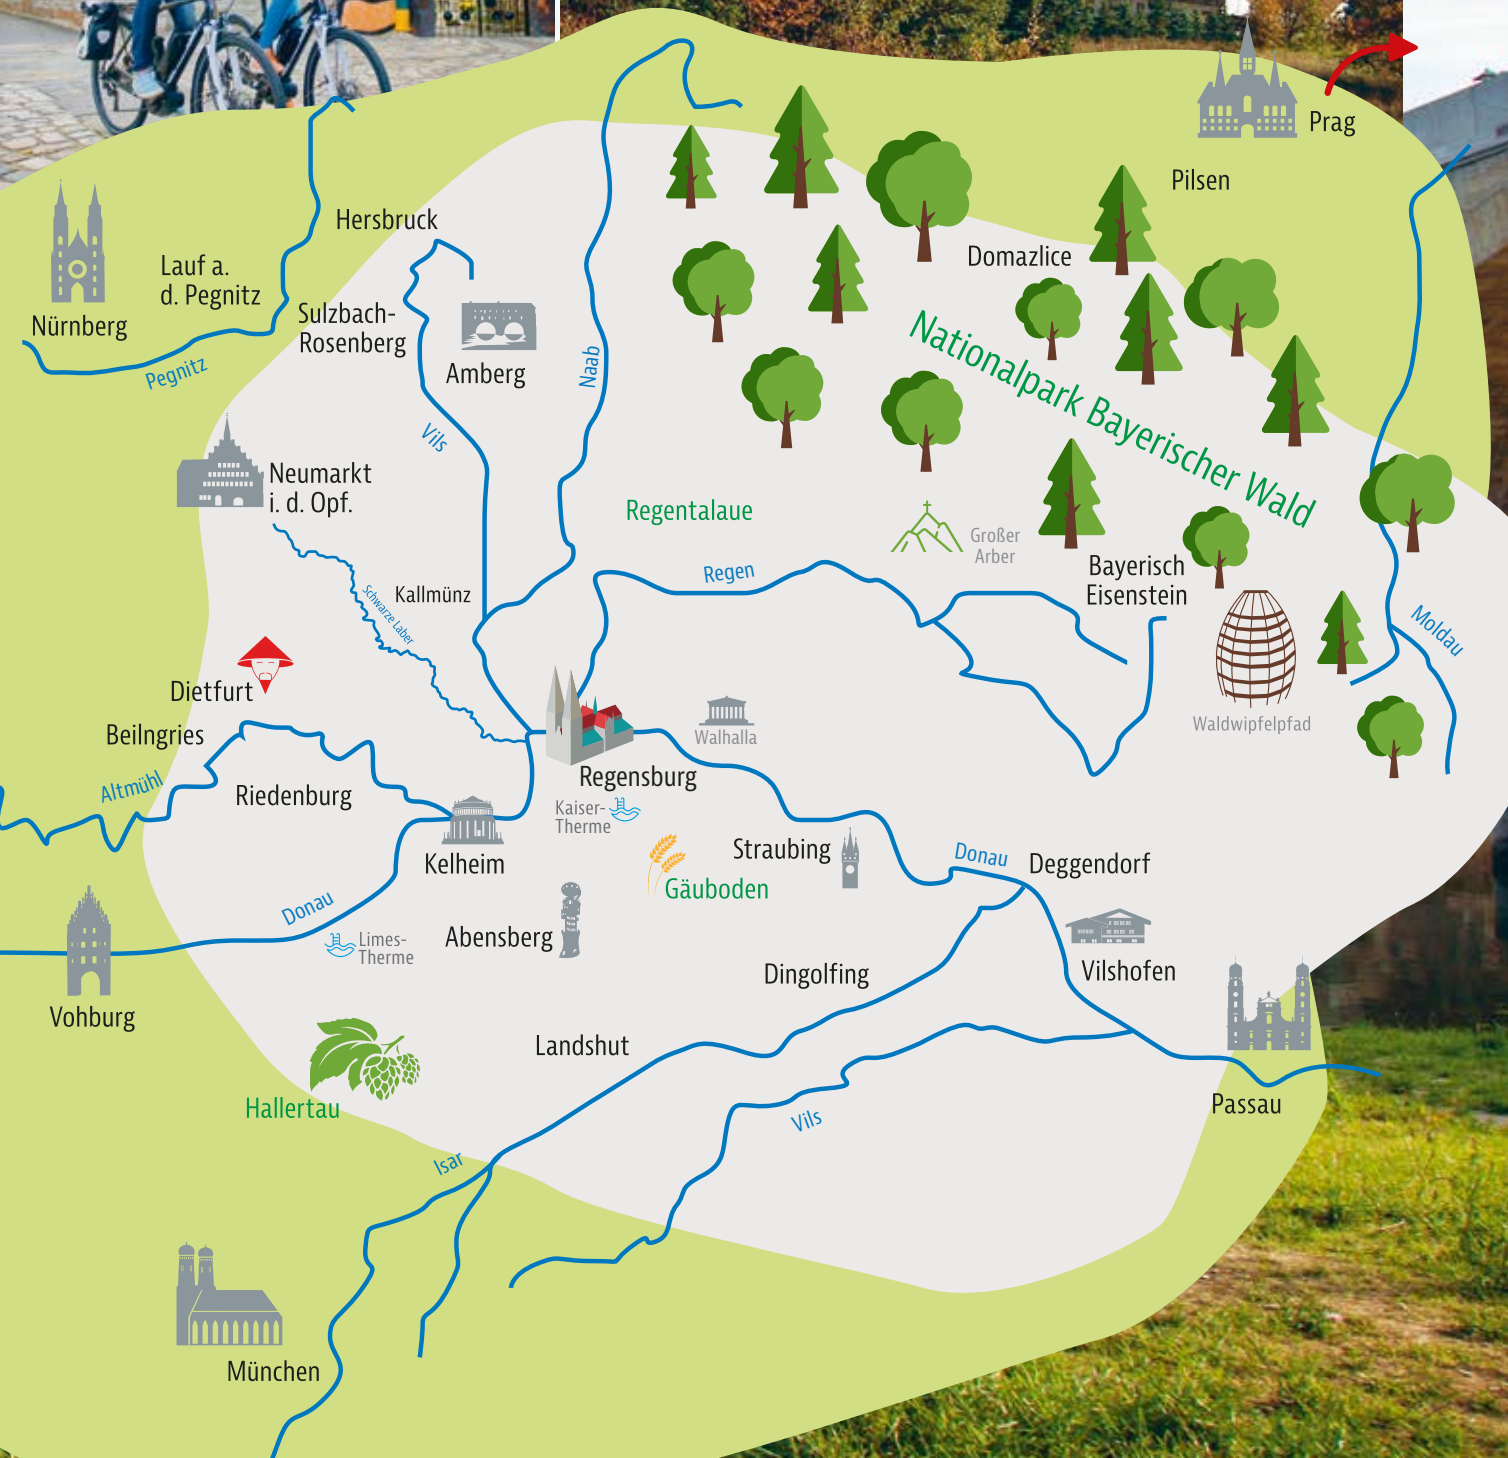 Prag
Pilsen
Hersbruck
Domazlice
Lauf a.
d. Pegnitz
Nürnberg
Sulzbach-
Rosenberg
Amberg
Pegnitz
Naab
Vils
Nationalpark Bayerischer Wald
Neumarkt
i. d. Opf.
Regentalaue
Großer
Arber
Bayerisch
Eisenstein
Regen
Kallmünz
Schwarze Laber
Moldau
Dietfurt
Beilngries
Waldwipfelpfad
Walhalla
Regensburg
Altmühl
Riedenburg
Kaiser-
Therme
Kelheim
Straubing
Donau
Deggendorf
Gäuboden
Donau
Limes-
Therme
Abensberg
Dingolfing
Vilshofen
Vohburg
Landshut
Hallertau
Passau
Vils
Isar
München